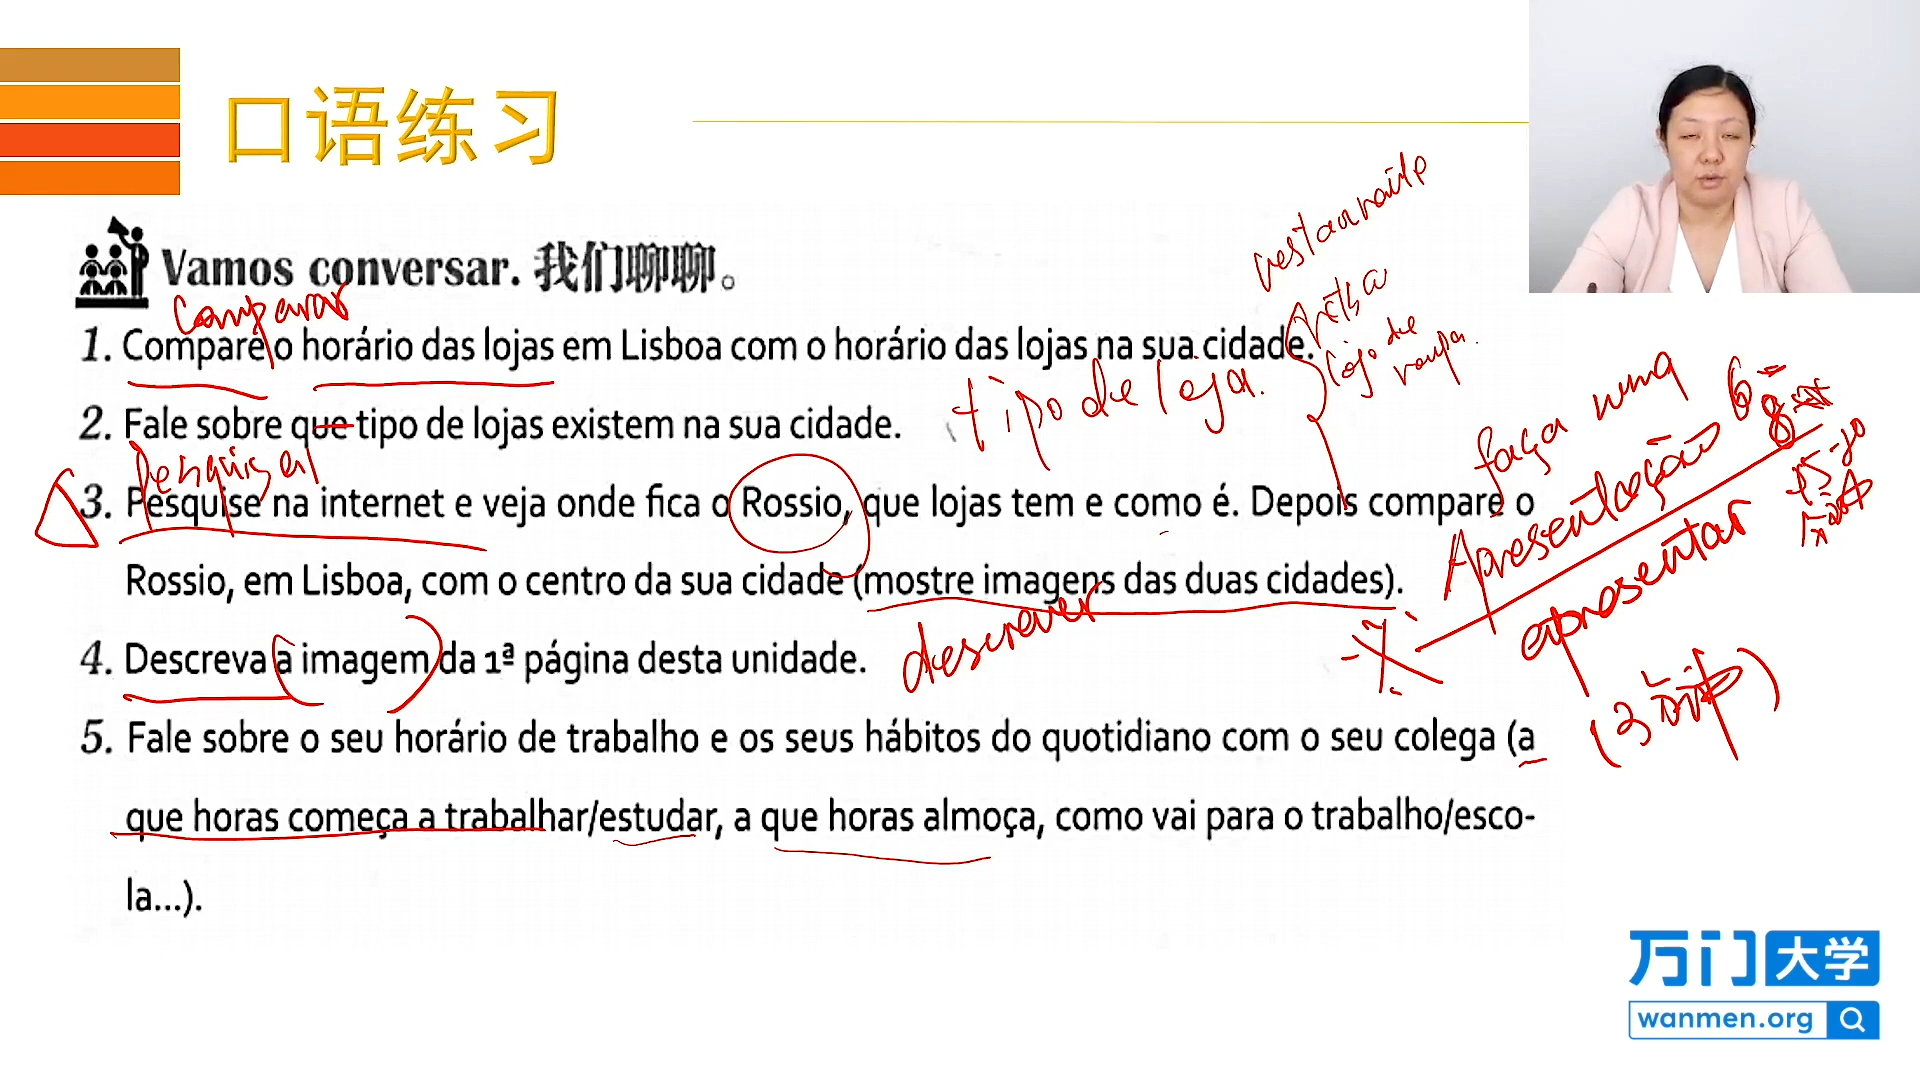 口语练习
Vamos conversar. 我们聊聊。
comparar
1. Compare o horário das lojas em Lisboa com o horário das lojas na sua cidade.
restaurante
loja de roupa.
tipo de loja.
2. Fale sobre que tipo de lojas existem na sua cidade.
Pesquisar
3. Pesquise na internet e veja onde fica o Rossio, que lojas tem e como é. Depois compare o
Rossio, em Lisboa, com o centro da sua cidade (mostre imagens das duas cidades).
faça uma
Apresentação
apresentar
(3分钟)
descrever
4. Descreva a imagem da 1ª página desta unidade.
5. Fale sobre o seu horário de trabalho e os seus hábitos do quotidiano com o seu colega (a
que horas começa a trabalhar/estudar, a que horas almoça, como vai para o trabalho/esco-
la...).
万门大学
wanmen.org